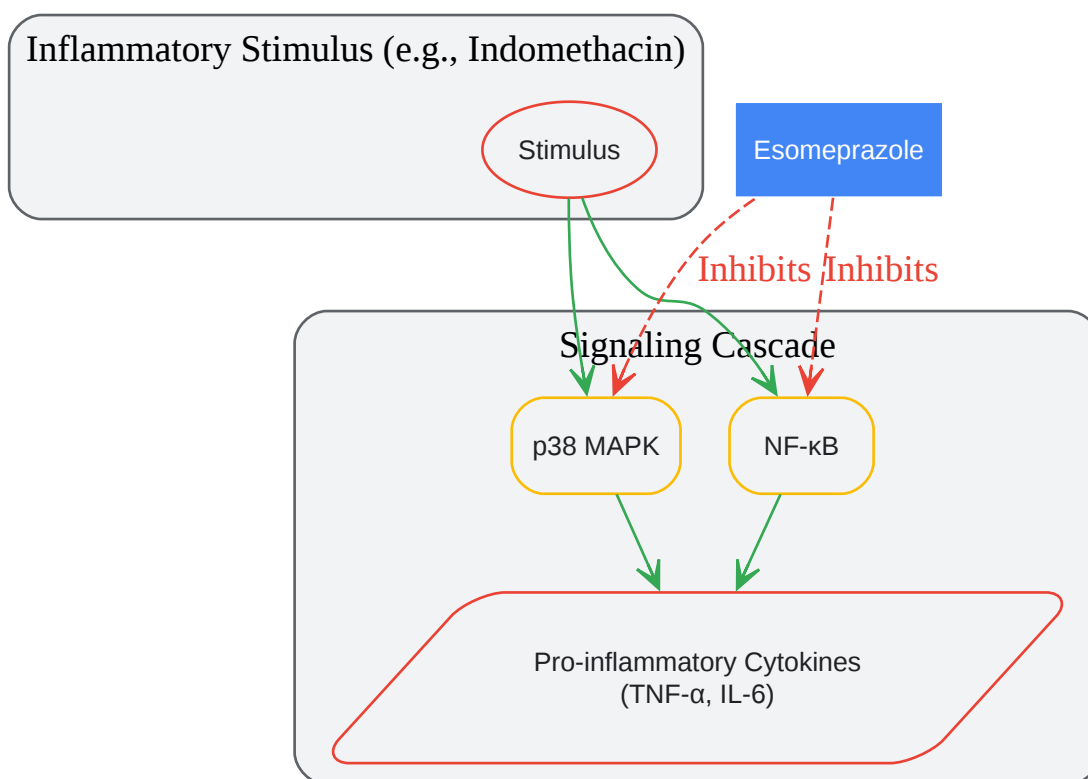 Inflammatory Stimulus (e.g., Indomethacin)
Stimulus
Esomeprazole
Inhibits
Inhibits
Signaling Cascade
p38 MAPK
NF-κB
Pro-inflammatory Cytokines
(TNF-α, IL-6)